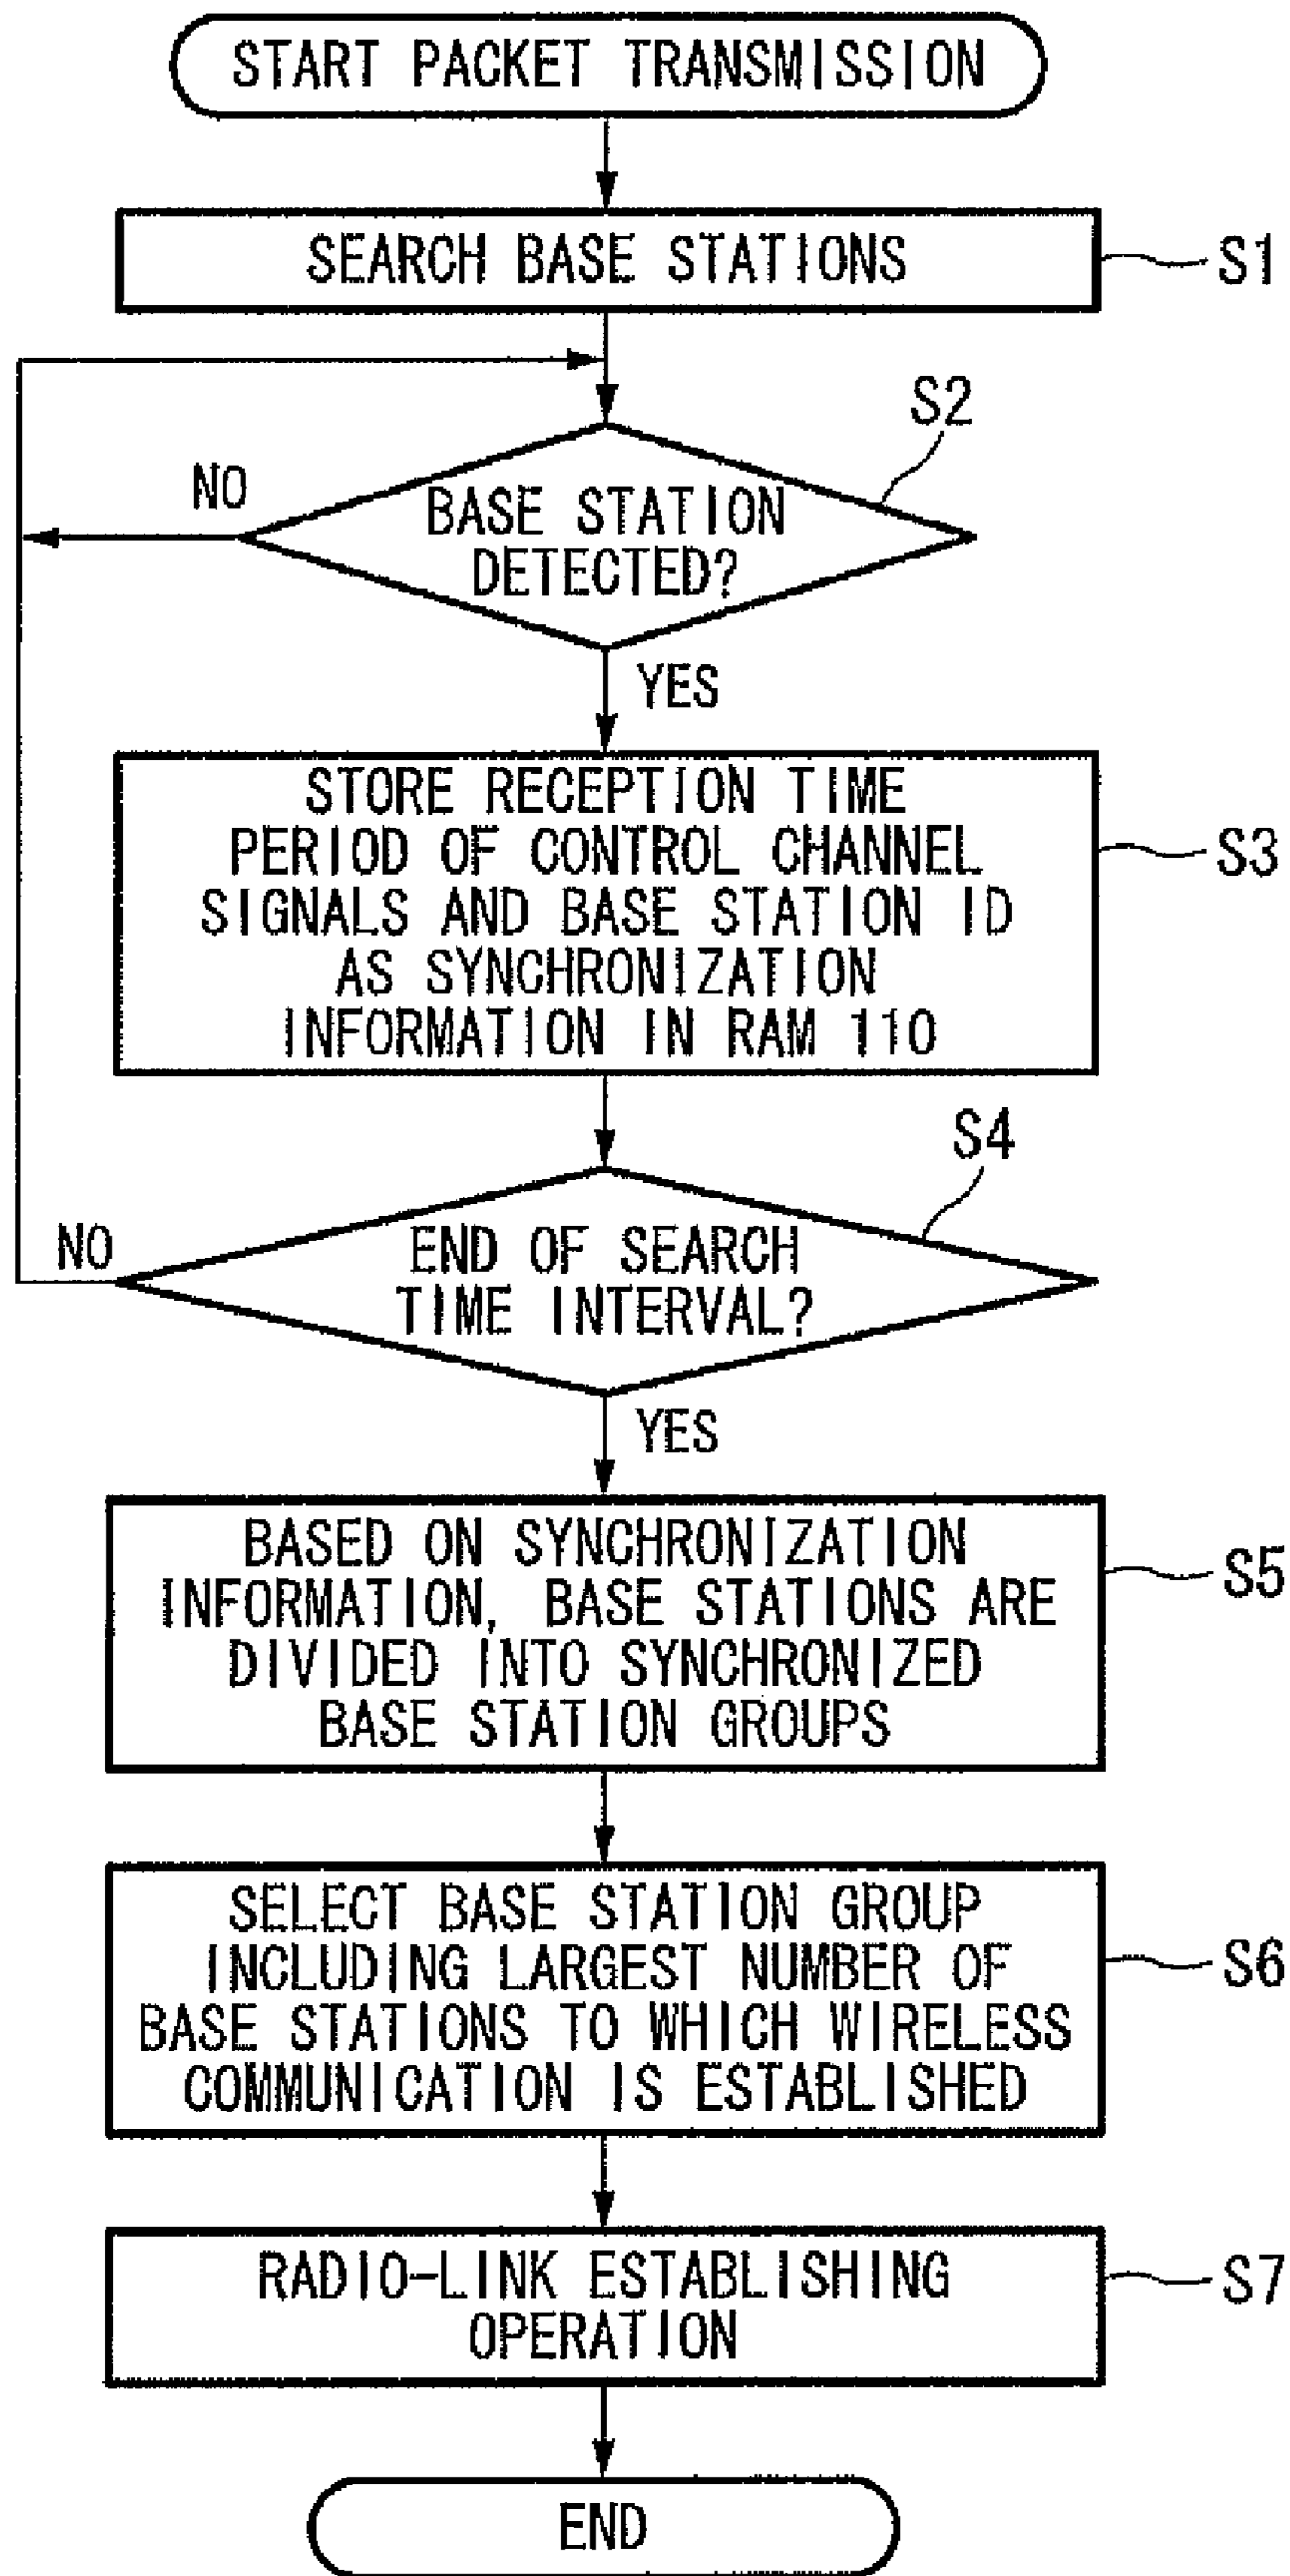 START PACKET TRANSMISSION
SEARCH BASE STATIONS
S1
S2
NO
BASE STATION
DETECTED?
YES
STORE RECEPTION TIME
PERIOD OF CONTROL CHANNEL
SIGNALS AND BASE STATION ID
AS SYNCHRONIZATION
INFORMATION IN RAM 110
S3
S4
NO
END OF SEARCH
TIME INTERVAL?
YES
BASED ON SYNCHRONIZATION
INFORMATION, BASE STATIONS ARE
DIVIDED INTO SYNCHRONIZED
BASE STATION GROUPS
S5
SELECT BASE STATION GROUP
INCLUDING LARGEST NUMBER OF
BASE STATIONS TO WHICH WIRELESS
COMMUNICATION IS ESTABLISHED
S6
RADIO-LINK ESTABLISHING
OPERATION
S7
END